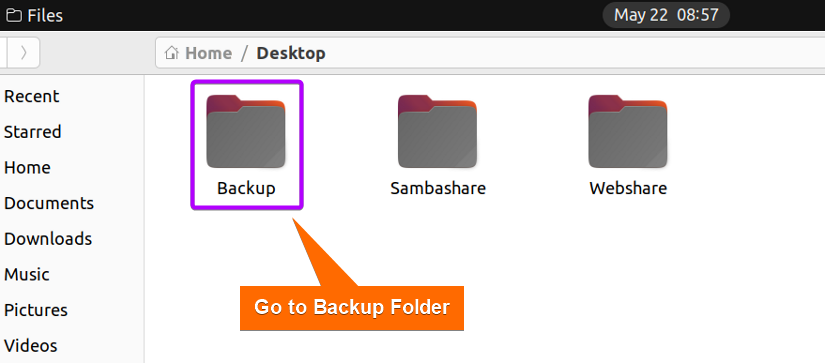 Files
May 22 08:57
Home / Desktop
Recent
Starred
Home
Documents
Downloads
Music
Pictures
Videos
Backup
Sambashare
Webshare
Go to Backup Folder